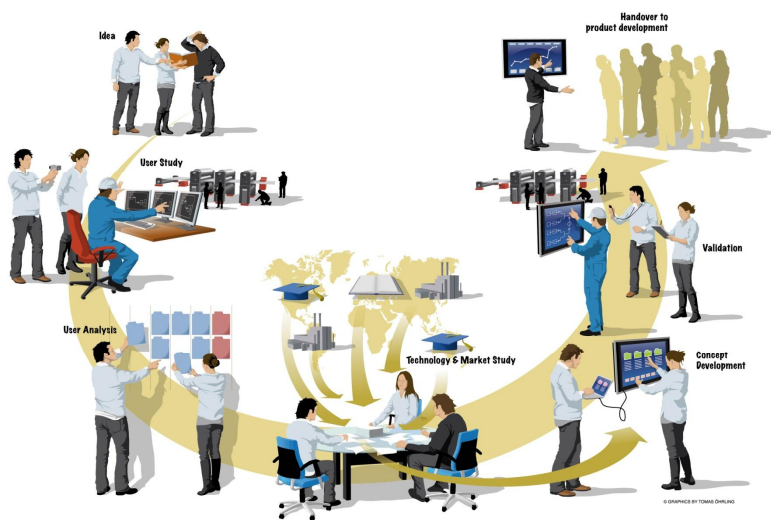 Idea
User Study
User Analysis
Technology & Market Study
Concept
Development
Validation
Handover to
product development
© GRAPHICS BY TOMAS ÖHRLING